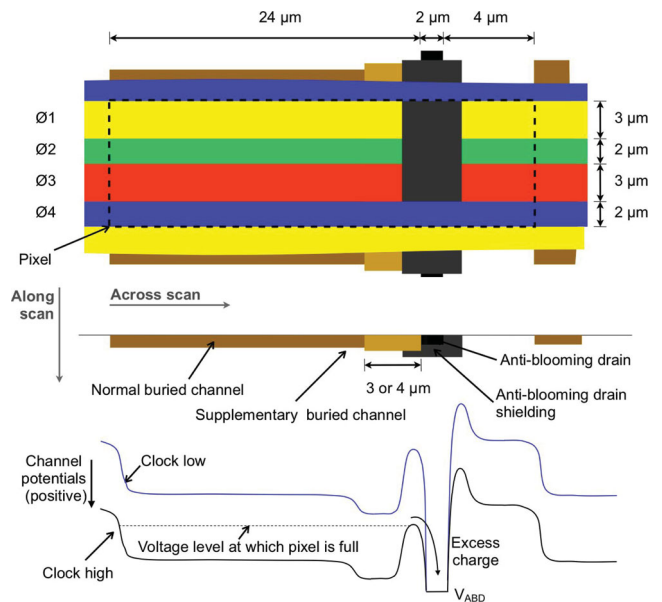 24 µm
2 µm
4 µm
Ø1
3 µm
Ø2
2 µm
Ø3
3 µm
Ø4
2 µm
Pixel
Along
scan
Across scan
Normal buried channel
3 or 4 µm
Supplementary buried channel
Anti-blooming drain
Anti-blooming drain
shielding
Channel
potentials
(positive)
Clock low
Voltage level at which pixel is full
Clock high
Excess
charge
VABD